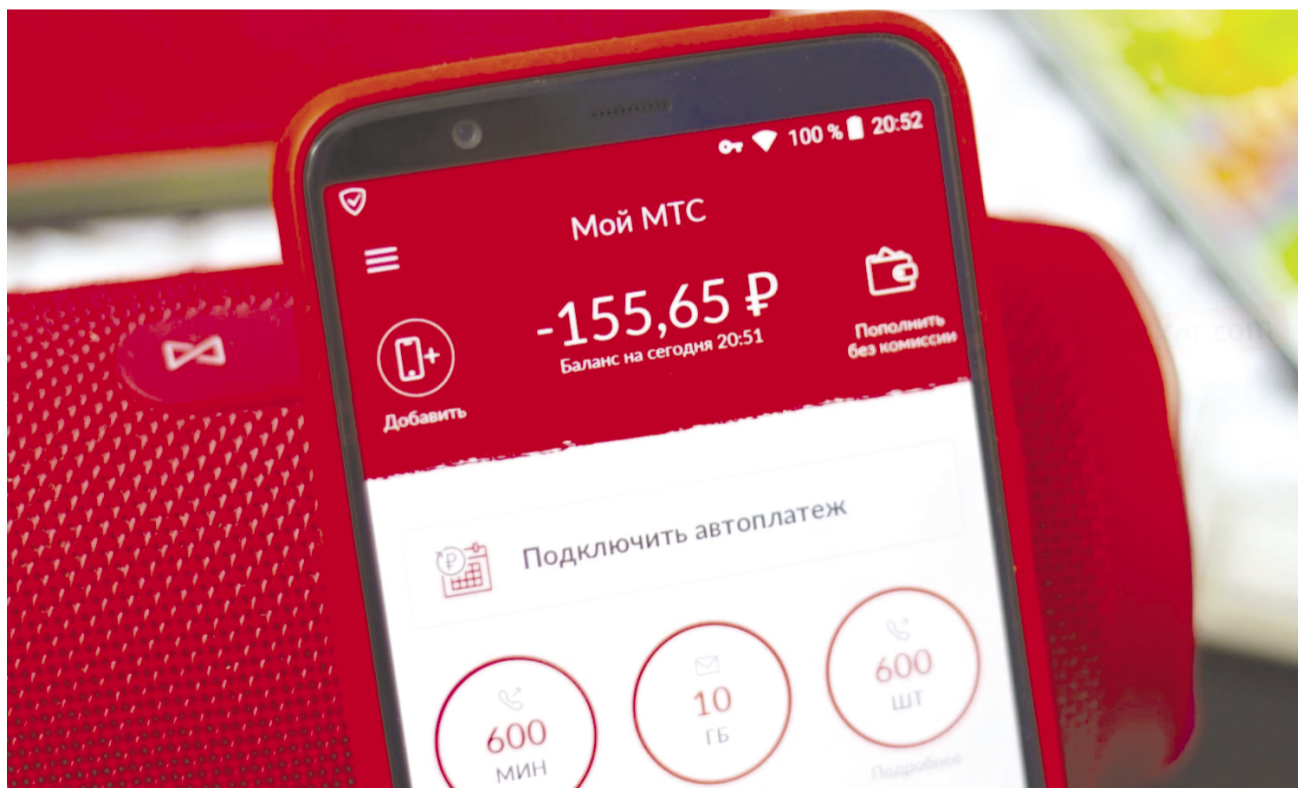 100 % 20:52
Мой МТС
-155,65 ₽
Баланс на сегодня 20:51
Добавить
Пополнить
без комиссии
Подключить автоплатеж
600
МИН
10
ГБ
600
ШТ
Подробнее